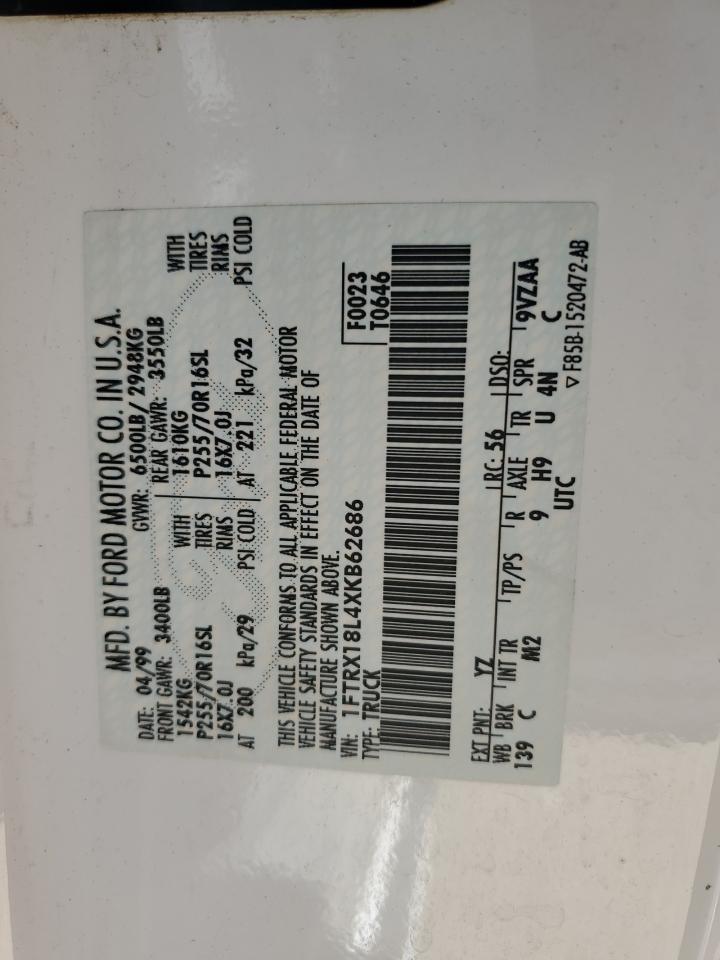 MFD. BY FORD MOTOR CO. IN U.S.A.
DATE: 04/99 GVWR: 6500LB/2948KG
FRONT GAWR: 3400LB REAR GAWR: 3550LB
1542KG WITH 1610KG WITH
P255/70R16SL TIRES P255/70R16SL TIRES
16X7.0J RIMS 16X7.0J RIMS
AT 200 kPa/29 PSI COLD AT 221 kPa/32 PSI COLD
THIS VEHICLE CONFORMS TO ALL APPLICABLE FEDERAL MOTOR
VEHICLE SAFETY STANDARDS IN EFFECT ON THE DATE OF
MANUFACTURE SHOWN ABOVE.
VIN: 1FTRX18L4XKB62686 F0023
TYPE: TRUCK T0646
EXT PNT: YZ RC: 56 DSO:
WB BRK INT TR TP/PS R AXLE TR SPR 9VZAA
139 C M2 9 H9 U 4N C
UTC ▽ F85B-1520472-AB